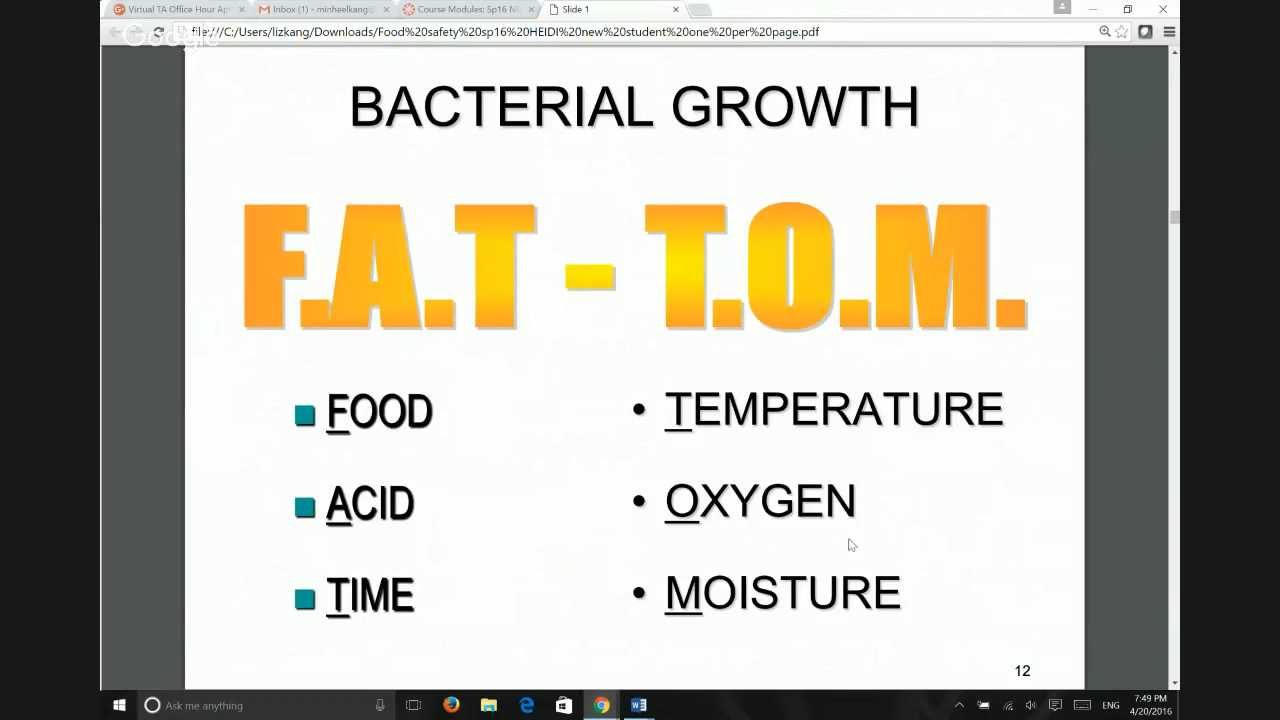 Virtual TA Office Hour Ap
Inbox (1) - minheelkang@
Course Modules: Sp16 N
Slide 1
Google
file:///C:/Users/lizkang/Downloads/Food%20safety%20sp16%20HEIDI%20new%20student%20one%20per%20page.pdf
BACTERIAL GROWTH
F.A.T - T.O.M.
FOOD
ACID
TIME
• TEMPERATURE
• OXYGEN
• MOISTURE
12
Ask me anything
ENG
7:49 PM
4/20/2016